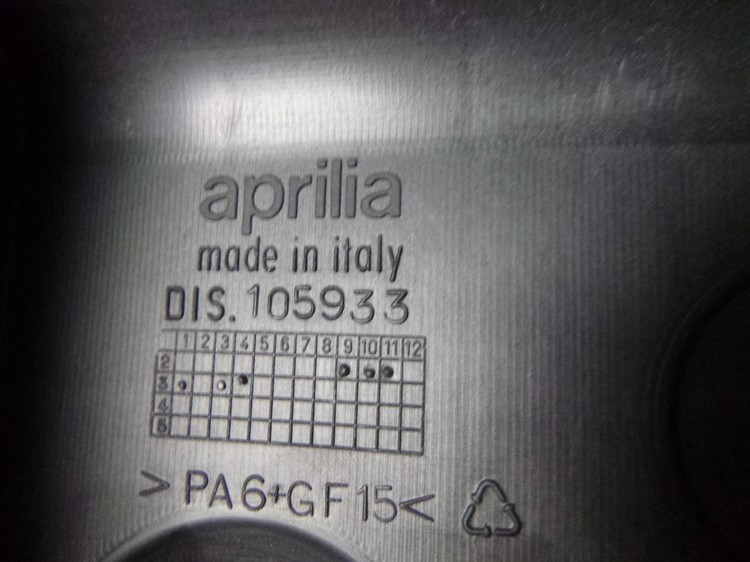 aprilia
made in italy
DIS. 105933
1 2 3 4 5 6 7 8 9 10 11 12
2
3
4
5
>PA6+GF15<